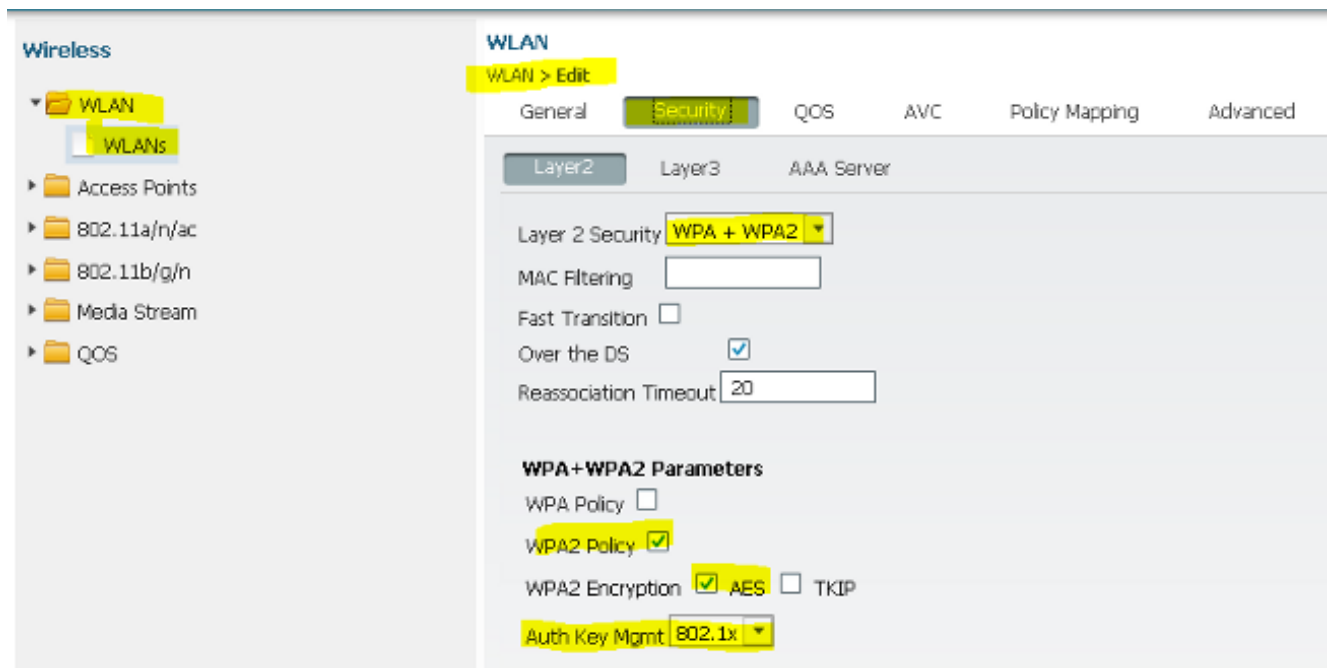 Wireless
WLAN
WLANs
Access Points
802.11a/n/ac
802.11b/g/n
Media Stream
QOS
WLAN
WLAN > Edit
General Security QOS AVC Policy Mapping Advanced
Layer2 Layer3 AAA Server
Layer 2 Security WPA + WPA2
MAC Filtering
Fast Transition
Over the DS
Reassociation Timeout 20
WPA+WPA2 Parameters
WPA Policy
WPA2 Policy
WPA2 Encryption AES TKIP
Auth Key Mgmt 802.1x